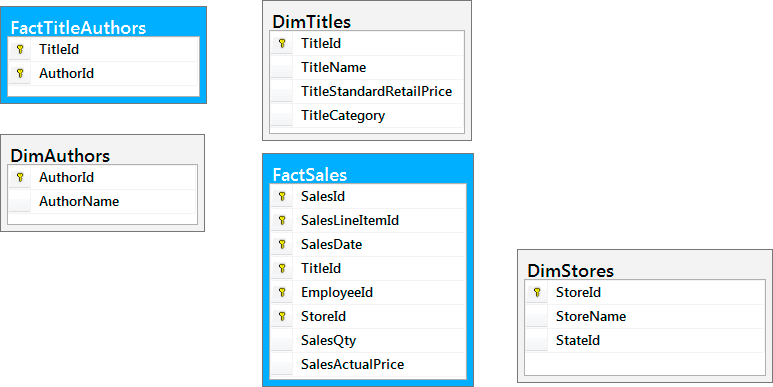 FactTitleAuthors
TitleId
AuthorId
DimAuthors
AuthorId
AuthorName
DimTitles
TitleId
TitleName
TitleStandardRetailPrice
TitleCategory
FactSales
SalesId
SalesLineItemId
SalesDate
TitleId
EmployeeId
StoreId
SalesQty
SalesActualPrice
DimStores
StoreId
StoreName
StateId